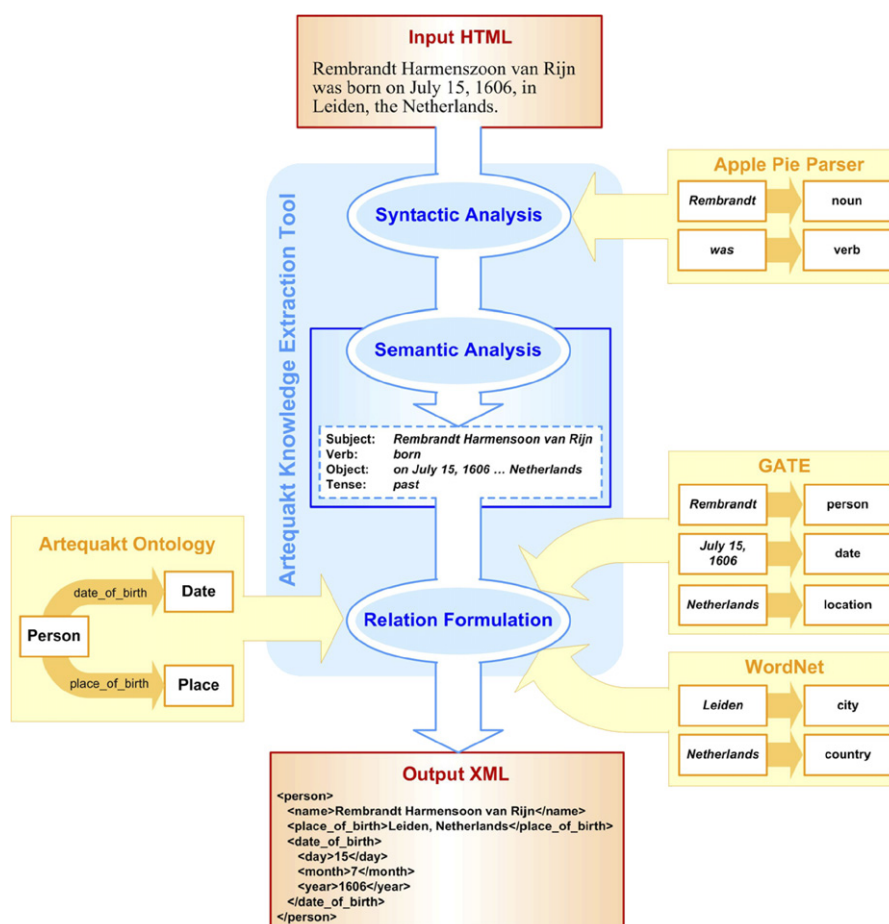 Input HTML
Rembrandt Harmenszoon van Rijn
was born on July 15, 1606, in
Leiden, the Netherlands.
Artequakt Knowledge Extraction Tool
Syntactic Analysis
Apple Pie Parser
Rembrandt
noun
was
verb
Semantic Analysis
Subject: Rembrandt Harmensoon van Rijn
Verb: born
Object: on July 15, 1606 ... Netherlands
Tense: past
GATE
Rembrandt
person
July 15,
1606
date
Netherlands
location
Artequakt Ontology
date_of_birth
Date
Person
place_of_birth
Place
Relation Formulation
WordNet
Leiden
city
Netherlands
country
Output XML
<person>
<name>Rembrandt Harmensoon van Rijn</name>
<place_of_birth>Leiden, Netherlands</place_of_birth>
<date_of_birth>
<day>15</day>
<month>7</month>
<year>1606</year>
</date_of_birth>
</person>